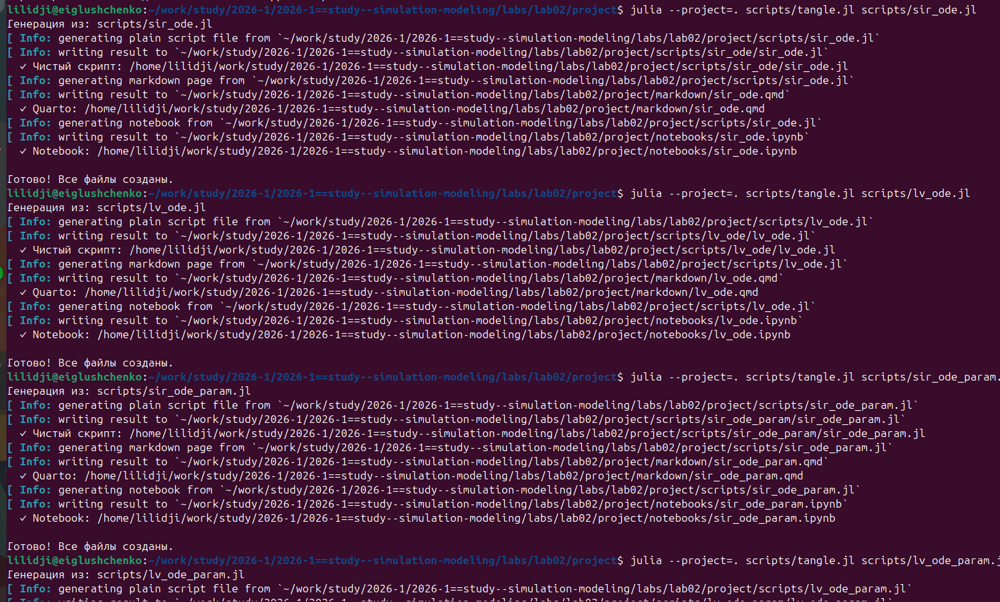 lilidji@eiglushchenko:~/work/study/2026-1/2026-1==study--simulation-modeling/labs/lab02/project$ julia --project=. scripts/tangle.jl scripts/sir_ode.jl
Генерация из: scripts/sir_ode.jl
[ Info: generating plain script file from `~/work/study/2026-1/2026-1==study--simulation-modeling/labs/lab02/project/scripts/sir_ode.jl`
[ Info: writing result to `~/work/study/2026-1/2026-1==study--simulation-modeling/labs/lab02/project/scripts/sir_ode/sir_ode.jl`
✓ Чистый скрипт: /home/lilidji/work/study/2026-1/2026-1==study--simulation-modeling/labs/lab02/project/scripts/sir_ode/sir_ode.jl
[ Info: generating markdown page from `~/work/study/2026-1/2026-1==study--simulation-modeling/labs/lab02/project/scripts/sir_ode.jl`
[ Info: writing result to `~/work/study/2026-1/2026-1==study--simulation-modeling/labs/lab02/project/markdown/sir_ode.qmd`
✓ Quarto: /home/lilidji/work/study/2026-1/2026-1==study--simulation-modeling/labs/lab02/project/markdown/sir_ode.qmd
[ Info: generating notebook from `~/work/study/2026-1/2026-1==study--simulation-modeling/labs/lab02/project/scripts/sir_ode.jl`
[ Info: writing result to `~/work/study/2026-1/2026-1==study--simulation-modeling/labs/lab02/project/notebooks/sir_ode.ipynb`
✓ Notebook: /home/lilidji/work/study/2026-1/2026-1==study--simulation-modeling/labs/lab02/project/notebooks/sir_ode.ipynb
Готово! Все файлы созданы.
lilidji@eiglushchenko:~/work/study/2026-1/2026-1==study--simulation-modeling/labs/lab02/project$ julia --project=. scripts/tangle.jl scripts/lv_ode.jl
Генерация из: scripts/lv_ode.jl
[ Info: generating plain script file from `~/work/study/2026-1/2026-1==study--simulation-modeling/labs/lab02/project/scripts/lv_ode.jl`
[ Info: writing result to `~/work/study/2026-1/2026-1==study--simulation-modeling/labs/lab02/project/scripts/lv_ode/lv_ode.jl`
✓ Чистый скрипт: /home/lilidji/work/study/2026-1/2026-1==study--simulation-modeling/labs/lab02/project/scripts/lv_ode/lv_ode.jl
[ Info: generating markdown page from `~/work/study/2026-1/2026-1==study--simulation-modeling/labs/lab02/project/scripts/lv_ode.jl`
[ Info: writing result to `~/work/study/2026-1/2026-1==study--simulation-modeling/labs/lab02/project/markdown/lv_ode.qmd`
✓ Quarto: /home/lilidji/work/study/2026-1/2026-1==study--simulation-modeling/labs/lab02/project/markdown/lv_ode.qmd
[ Info: generating notebook from `~/work/study/2026-1/2026-1==study--simulation-modeling/labs/lab02/project/scripts/lv_ode.jl`
[ Info: writing result to `~/work/study/2026-1/2026-1==study--simulation-modeling/labs/lab02/project/notebooks/lv_ode.ipynb`
✓ Notebook: /home/lilidji/work/study/2026-1/2026-1==study--simulation-modeling/labs/lab02/project/notebooks/lv_ode.ipynb
Готово! Все файлы созданы.
lilidji@eiglushchenko:~/work/study/2026-1/2026-1==study--simulation-modeling/labs/lab02/project$ julia --project=. scripts/tangle.jl scripts/sir_ode_param.
Генерация из: scripts/sir_ode_param.jl
[ Info: generating plain script file from `~/work/study/2026-1/2026-1==study--simulation-modeling/labs/lab02/project/scripts/sir_ode_param.jl`
[ Info: writing result to `~/work/study/2026-1/2026-1==study--simulation-modeling/labs/lab02/project/scripts/sir_ode_param/sir_ode_param.jl`
✓ Чистый скрипт: /home/lilidji/work/study/2026-1/2026-1==study--simulation-modeling/labs/lab02/project/scripts/sir_ode_param/sir_ode_param.jl
[ Info: generating markdown page from `~/work/study/2026-1/2026-1==study--simulation-modeling/labs/lab02/project/scripts/sir_ode_param.jl`
[ Info: writing result to `~/work/study/2026-1/2026-1==study--simulation-modeling/labs/lab02/project/markdown/sir_ode_param.qmd`
✓ Quarto: /home/lilidji/work/study/2026-1/2026-1==study--simulation-modeling/labs/lab02/project/markdown/sir_ode_param.qmd
[ Info: generating notebook from `~/work/study/2026-1/2026-1==study--simulation-modeling/labs/lab02/project/scripts/sir_ode_param.jl`
[ Info: writing result to `~/work/study/2026-1/2026-1==study--simulation-modeling/labs/lab02/project/notebooks/sir_ode_param.ipynb`
✓ Notebook: /home/lilidji/work/study/2026-1/2026-1==study--simulation-modeling/labs/lab02/project/notebooks/sir_ode_param.ipynb
Готово! Все файлы созданы.
lilidji@eiglushchenko:~/work/study/2026-1/2026-1==study--simulation-modeling/labs/lab02/project$ julia --project=. scripts/tangle.jl scripts/lv_ode_param.j
Генерация из: scripts/lv_ode_param.jl
[ Info: generating plain script file from `~/work/study/2026-1/2026-1==study--simulation-modeling/labs/lab02/project/scripts/lv_ode_param.jl`